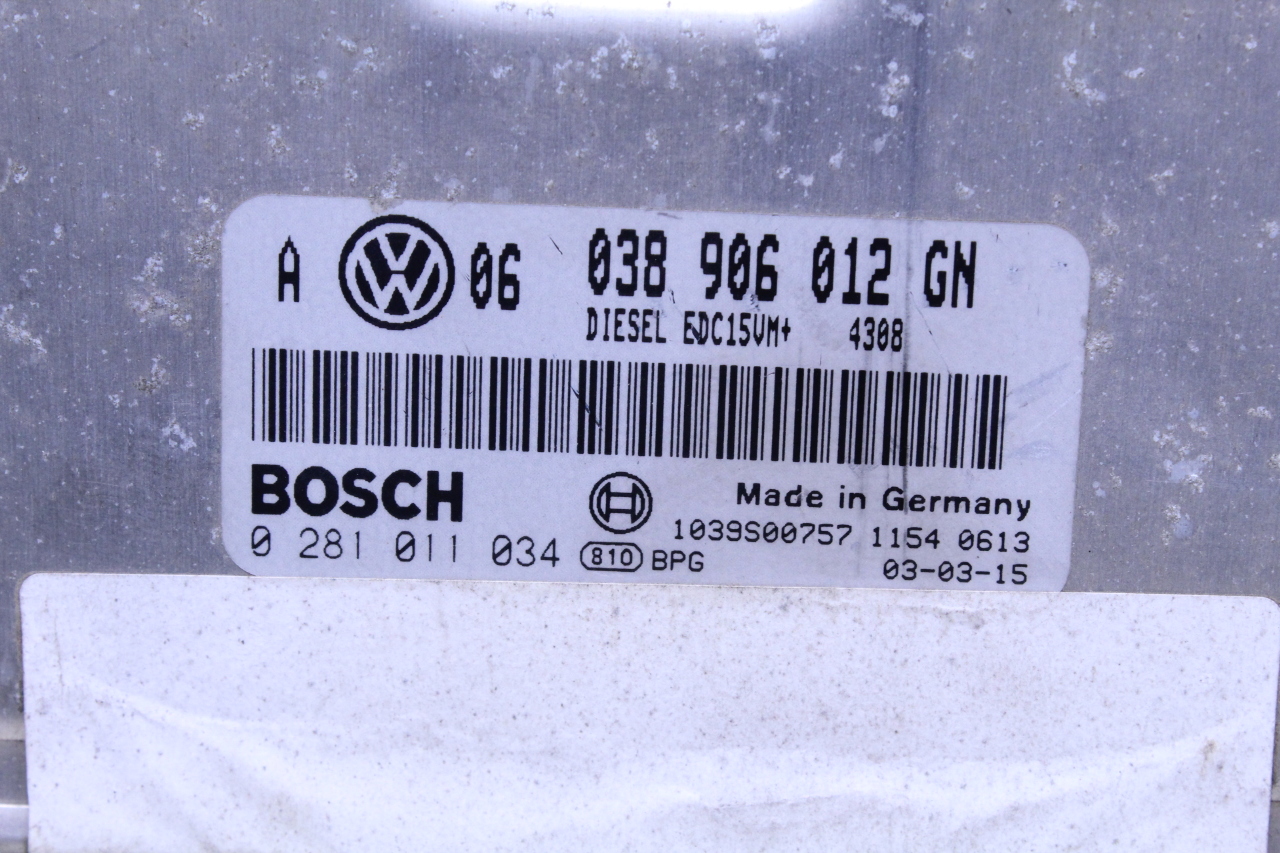 A VW 06 038 906 012 GN
DIESEL EDC15VM+ 4308
BOSCH
Made in Germany
1039S00757 1154 0613
0 281 011 034 810 BPG
03-03-15